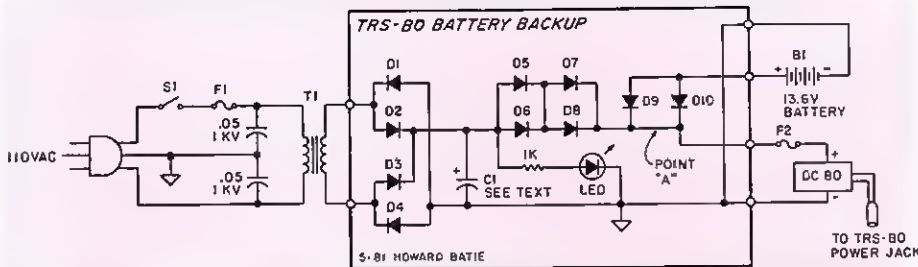 TRS-80 BATTERY BACKUP
D1
D5
D7
B1
S1
F1
T1
D2
D9
D10
13.6V
BATTERY
.05
1 KV
D6
D8
F2
110VAC
D3
1K
POINT
"A"
+
DC 80
-
.05
1 KV
C1
SEE TEXT
LED
D4
TO TRS-80
POWER JACK
5-81 HOWARD BATIE